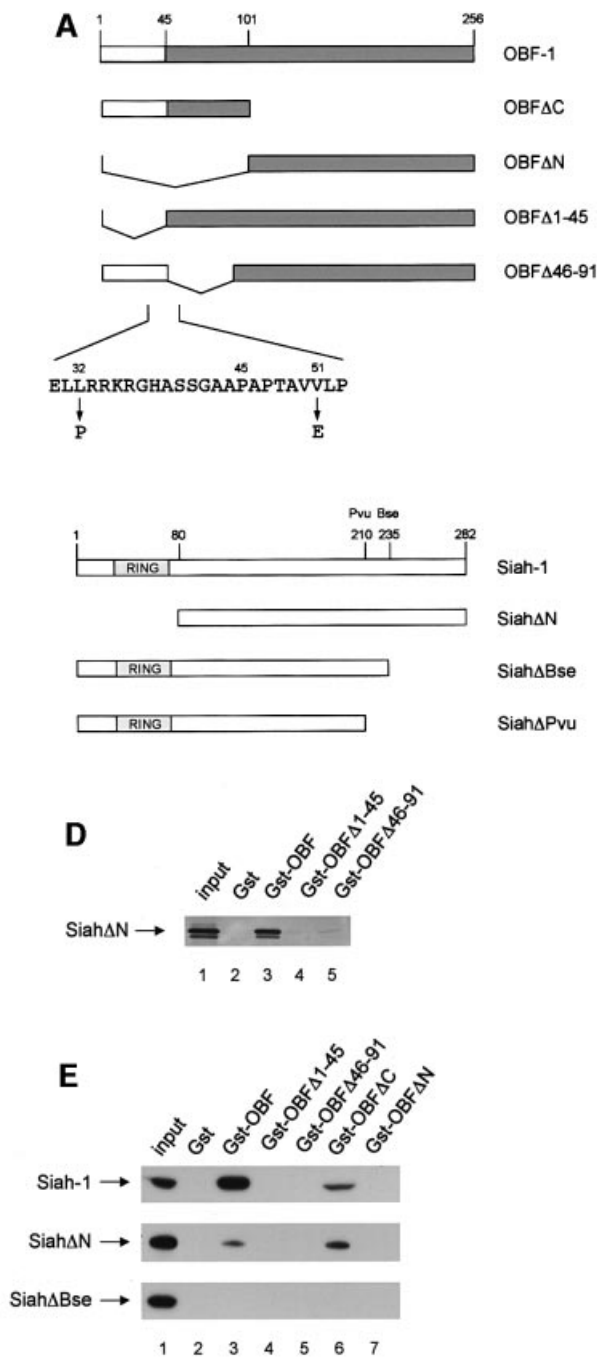 A
1 45 101 256
OBF-1
OBFΔC
OBFΔN
OBFΔ1-45
OBFΔ46-91
32 45 51
ELLRRKRGHASSGAAPAPTAVVLP
P E
Pvu Bse
1 80 210 235 282
RING Siah-1
SiahΔN
RING SiahΔBse
RING SiahΔPvu
D
input Gst Gst-OBF Gst-OBFΔ1-45 Gst-OBFΔ46-91
SiahΔN
1 2 3 4 5
E
input Gst Gst-OBF Gst-OBFΔ1-45 Gst-OBFΔ46-91 Gst-OBFΔC Gst-OBFΔN
Siah-1
SiahΔN
SiahΔBse
1 2 3 4 5 6 7